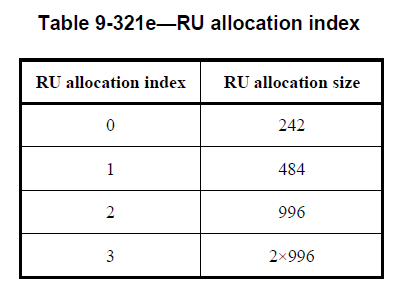 Table 9-321e—RU allocation index
RU allocation index RU allocation size
0 242
1 484
2 996
3 2×996